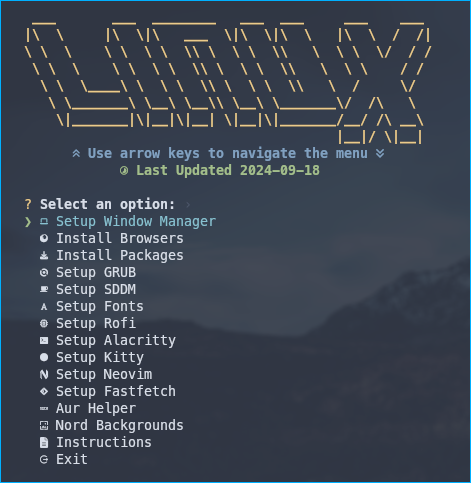 LINUX
Use arrow keys to navigate the menu
Last Updated 2024-09-18
? Select an option: ›
❯ Setup Window Manager
Install Browsers
Install Packages
Setup GRUB
Setup SDDM
Setup Fonts
Setup Rofi
Setup Alacritty
Setup Kitty
Setup Neovim
Setup Fastfetch
Aur Helper
Nord Backgrounds
Instructions
Exit